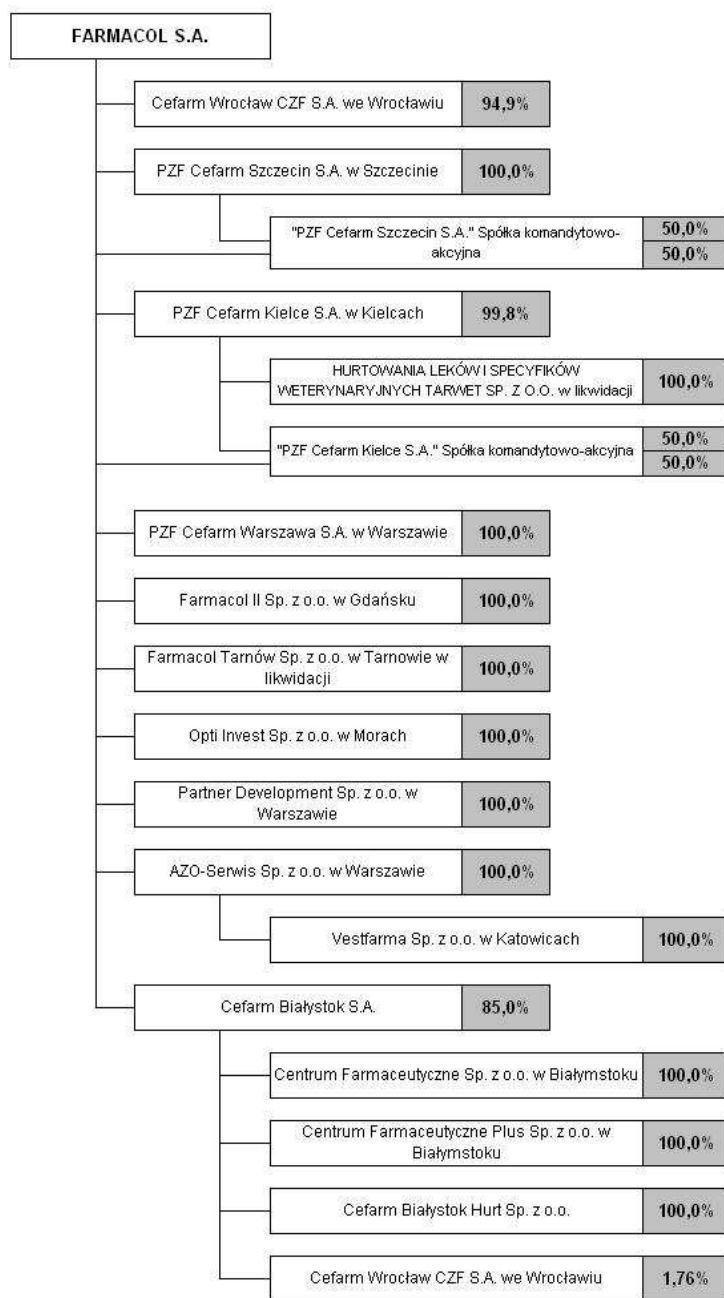 FARMACOL S.A.
Cefarm Wrocław CZF S.A. we Wrocławiu 94,9%
PZF Cefarm Szczecin S.A. w Szczecinie 100,0%
"PZF Cefarm Szczecin S.A." Spółka komandytowo-
akcyjna
50,0%
50,0%
PZF Cefarm Kielce S.A. w Kielcach 99,8%
HURTOWANIA LEKÓW I SPECYFIKÓW
WETERYNARYJNYCH TARWET SP. Z O.O. w likwidacji
100,0%
"PZF Cefarm Kielce S.A." Spółka komandytowo-akcyjna
50,0%
50,0%
PZF Cefarm Warszawa S.A. w Warszawie 100,0%
Farmacol II Sp. z o.o. w Gdańsku 100,0%
Farmacol Tarnów Sp. z o.o. w Tarnowie w
likwidacji
100,0%
Opti Invest Sp. z o.o. w Morach 100,0%
Partner Development Sp. z o.o. w
Warszawie
100,0%
AZO-Serwis Sp. z o.o. w Warszawie 100,0%
Vestfarma Sp. z o.o. w Katowicach 100,0%
Cefarm Białystok S.A. 85,0%
Centrum Farmaceutyczne Sp. z o.o. w Białymstoku 100,0%
Centrum Farmaceutyczne Plus Sp. z o.o. w
Białymstoku
100,0%
Cefarm Białystok Hurt Sp. z o.o. 100,0%
Cefarm Wrocław CZF S.A. we Wrocławiu 1,76%